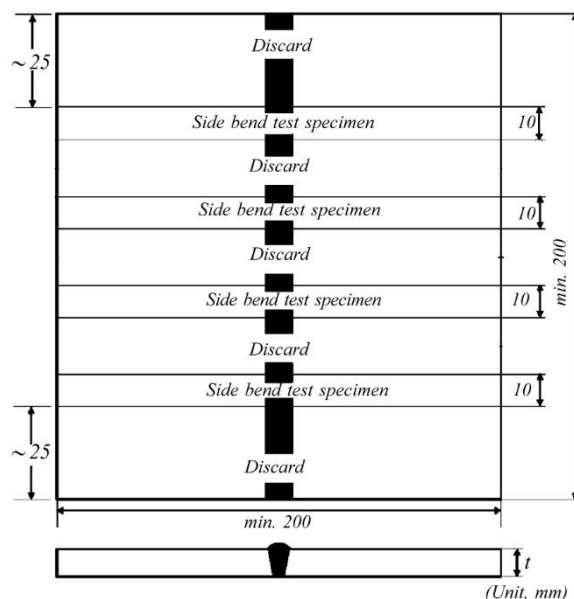 Discard
~25
Side bend test specimen
10
Discard
Side bend test specimen
10
Discard
min. 200
Side bend test specimen
10
Discard
Side bend test specimen
10
~25
Discard
min. 200
t
(Unit, mm)